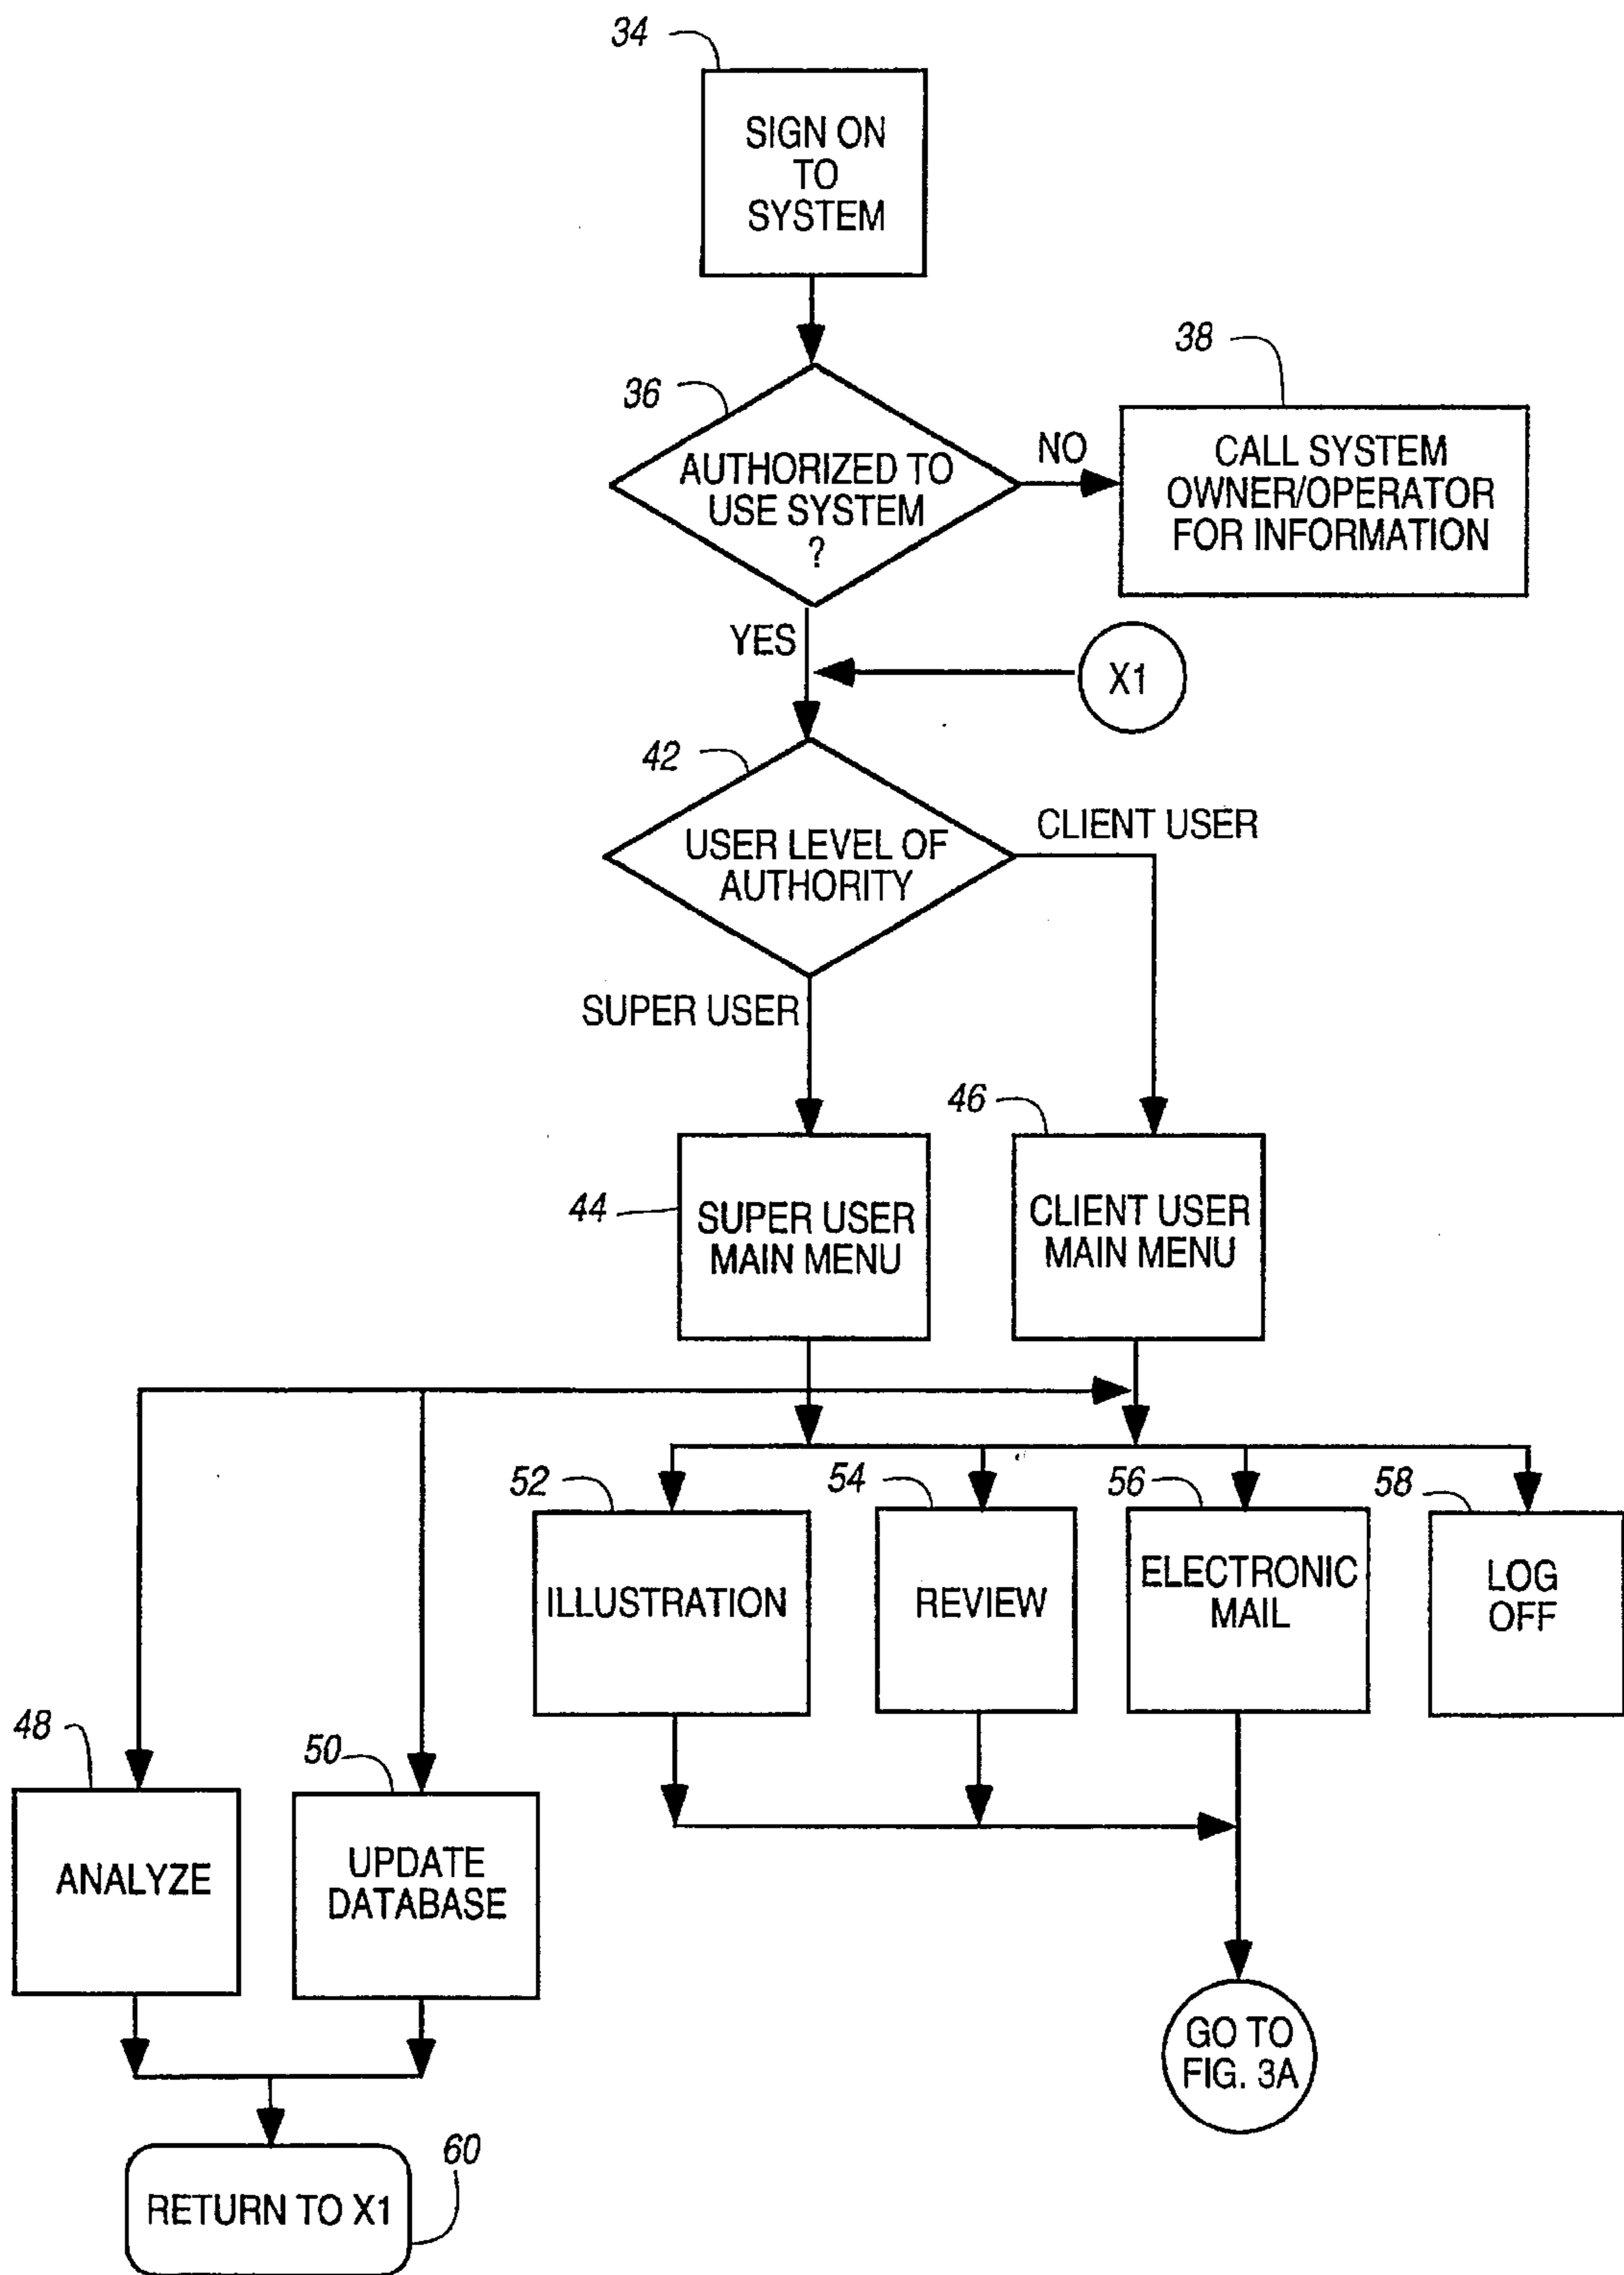 34
SIGN ON
TO
SYSTEM
36
AUTHORIZED TO
USE SYSTEM
?
NO
38
CALL SYSTEM
OWNER/OPERATOR
FOR INFORMATION
YES
X1
42
USER LEVEL OF
AUTHORITY
CLIENT USER
SUPER USER
44
SUPER USER
MAIN MENU
46
CLIENT USER
MAIN MENU
52
ILLUSTRATION
54
REVIEW
56
ELECTRONIC
MAIL
58
LOG
OFF
48
ANALYZE
50
UPDATE
DATABASE
GO TO
FIG. 3A
RETURN TO X1
60